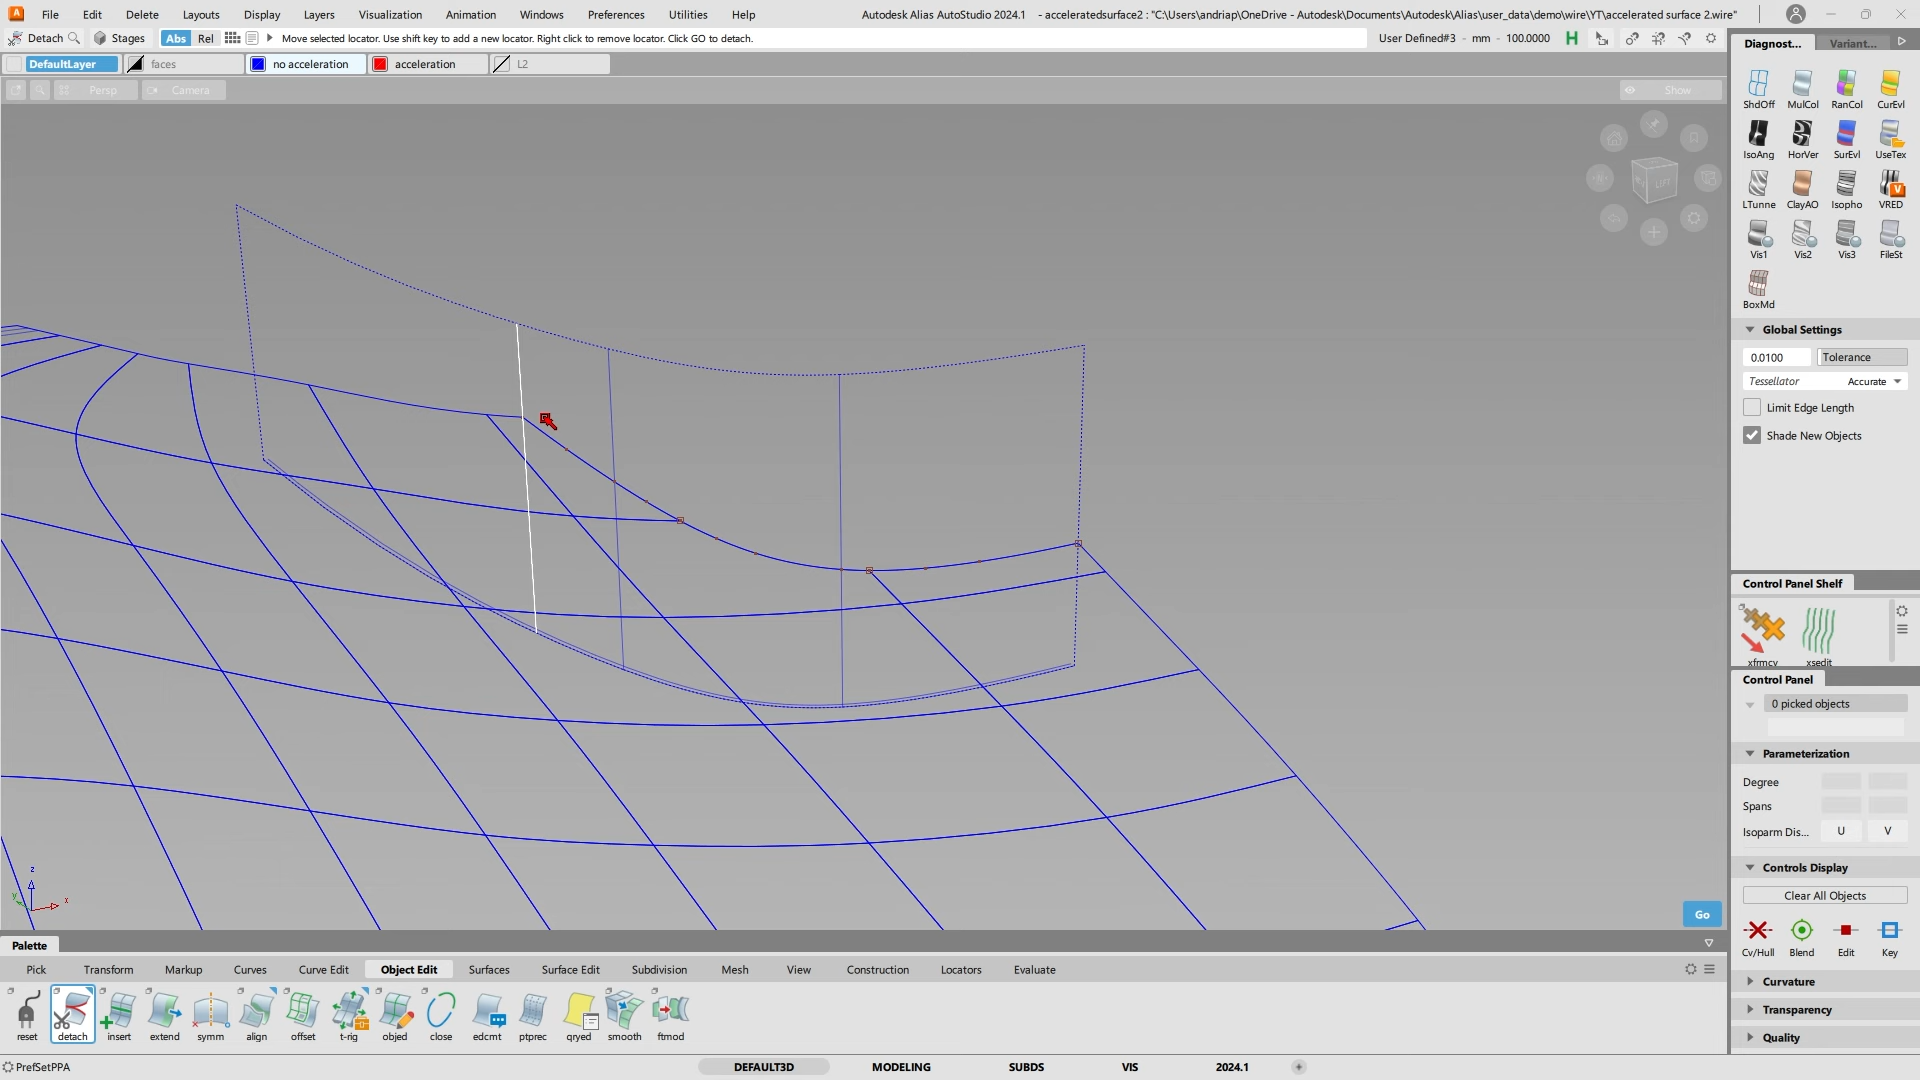 File Edit Delete Layouts Display Layers Visualization Animation Windows Preferences Utilities Help Autodesk Alias AutoStudio 2024.1 - acceleratedsurface2 : "C:\Users\andriap\OneDrive - Autodesk\Documents\Autodesk\Alias\user_data\demo\wire\YT\accelerated surface 2.wire"
Detach Stages Abs Rel Move selected locator. Use shift key to add a new locator. Right click to remove locator. Click GO to detach. User Defined#3 - mm - 100.0000 H
DefaultLayer faces no acceleration acceleration L2
Persp Camera Show
Diagnost... Variant...
ShdOff MulCol RanCol CurEvl
IsoAng HorVer SurEvl UseTex
LTunne ClayAO Isopho VRED
Vis1 Vis2 Vis3 FileSt
BoxMd
LEFT
Global Settings
0.0100 Tolerance
Tessellator Accurate
Limit Edge Length
Shade New Objects
Control Panel Shelf
xfrmcv xsedit
Control Panel
0 picked objects
Parameterization
Degree
Spans
Isoparm Dis... U V
Controls Display
Clear All Objects
Cv/Hull Blend Edit Key
Curvature
Transparency
Quality
z
y x
Go
Palette
Pick Transform Markup Curves Curve Edit Object Edit Surfaces Surface Edit Subdivision Mesh View Construction Locators Evaluate
reset detach insert extend symm align offset t-rig objed close edcmt ptprec qryed smooth ftmod
PrefSetPPA DEFAULT3D MODELING SUBDS VIS 2024.1